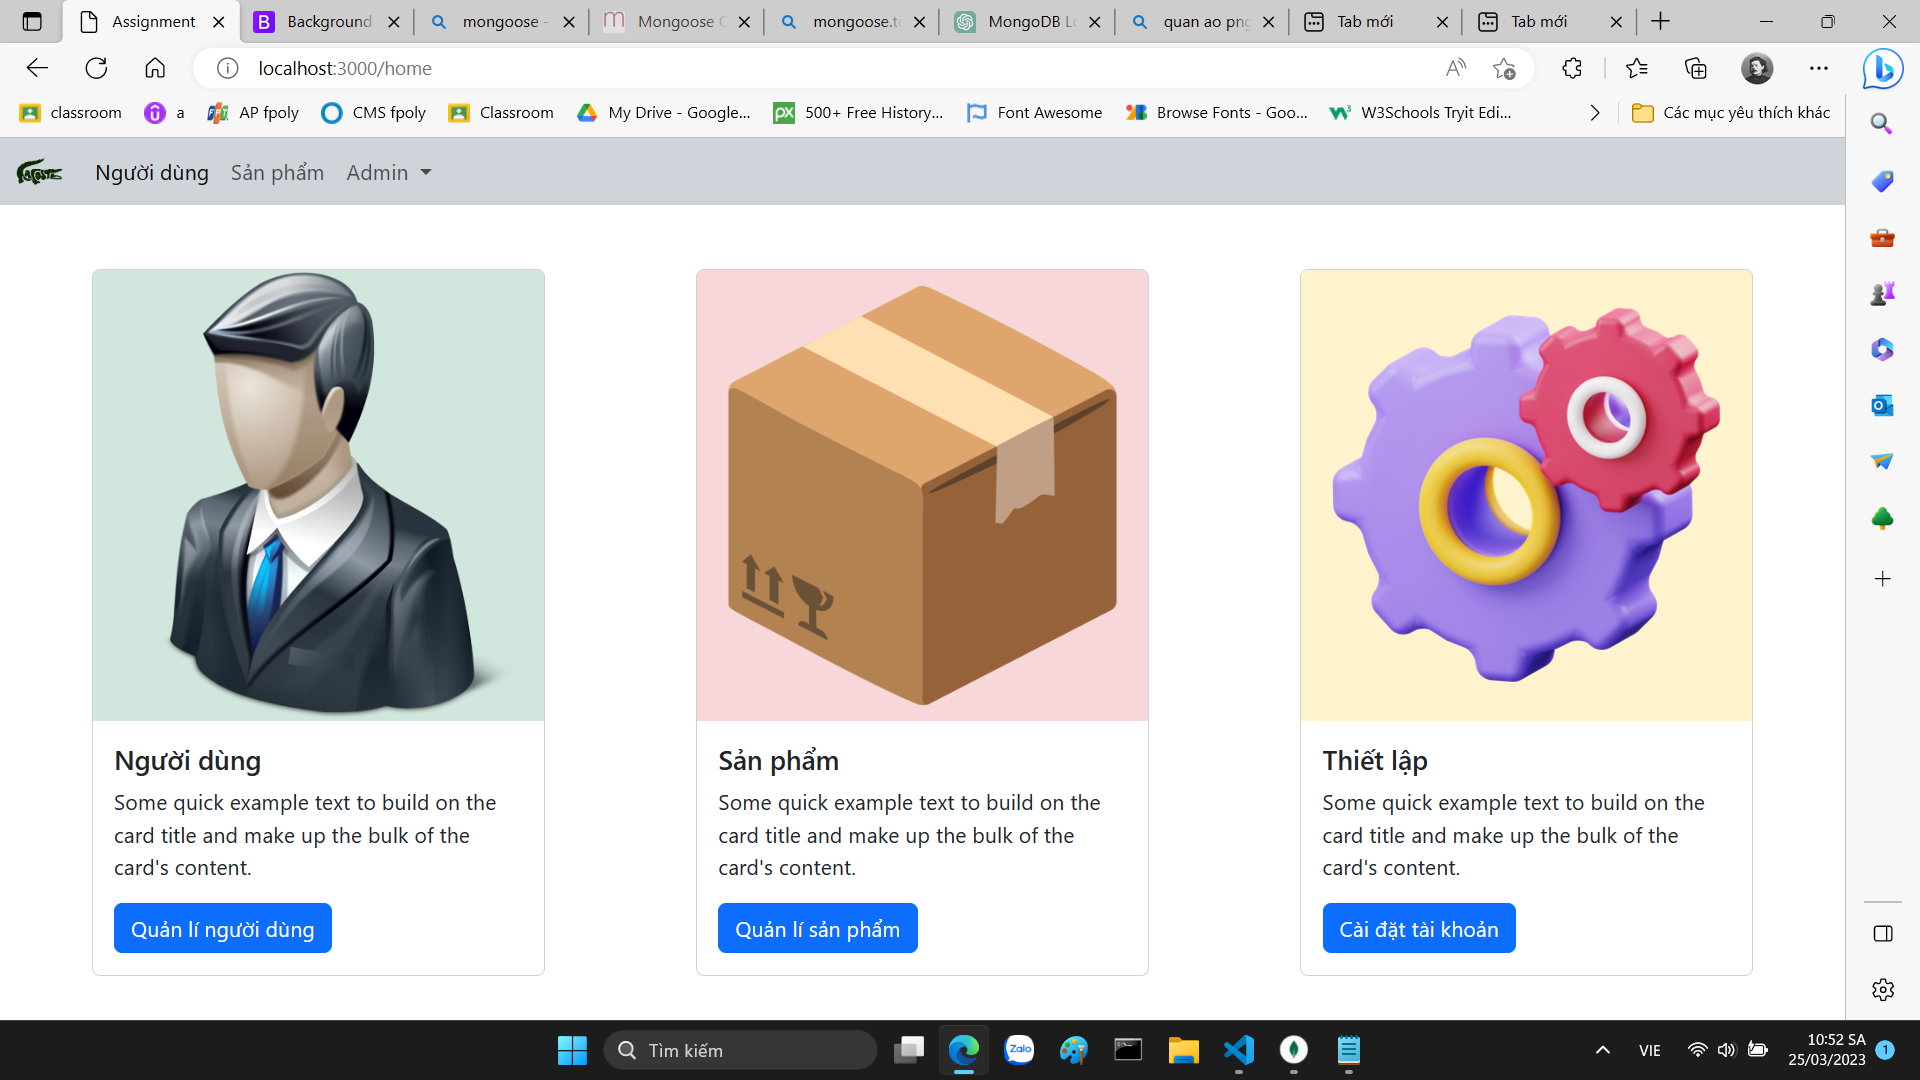 Assignment
Background
mongoose -
Mongoose
mongoose.t
MongoDB Lo
quan ao png
Tab mới
Tab mới
localhost:3000/home
classroom
a
AP fpoly
CMS fpoly
Classroom
My Drive - Google...
500+ Free History...
Font Awesome
Browse Fonts - Goo...
W3Schools Tryit Edi...
Các mục yêu thích khác
LACOSTE Người dùng Sản phẩm Admin
Người dùng
Some quick example text to build on the
card title and make up the bulk of the
card's content.
Quản lí người dùng
Sản phẩm
Some quick example text to build on the
card title and make up the bulk of the
card's content.
Quản lí sản phẩm
Thiết lập
Some quick example text to build on the
card title and make up the bulk of the
card's content.
Cài đặt tài khoản
Tìm kiếm
Zalo
VIE
10:52 SA
25/03/2023
1